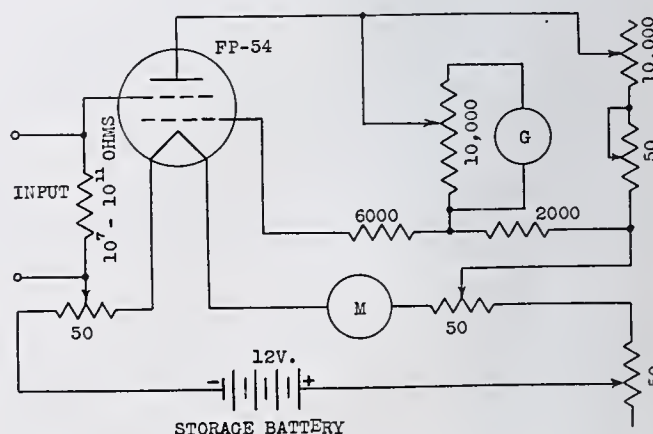 FP-54
10,000
10,000
G
50
INPUT
10⁷ - 10¹¹ OHMS
6000
2000
50
M
50
50
12V.
- +
STORAGE BATTERY